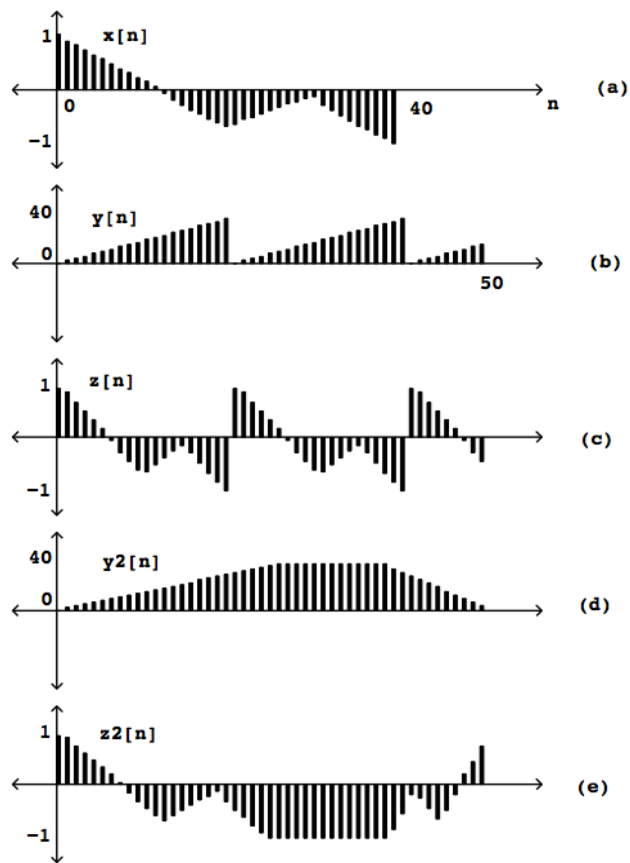 1 x[n]
0 40 n (a)
−1
40 y[n]
0 (b)
50
1 z[n]
(c)
−1
40 y2[n]
0 (d)
1 z2[n]
(e)
−1